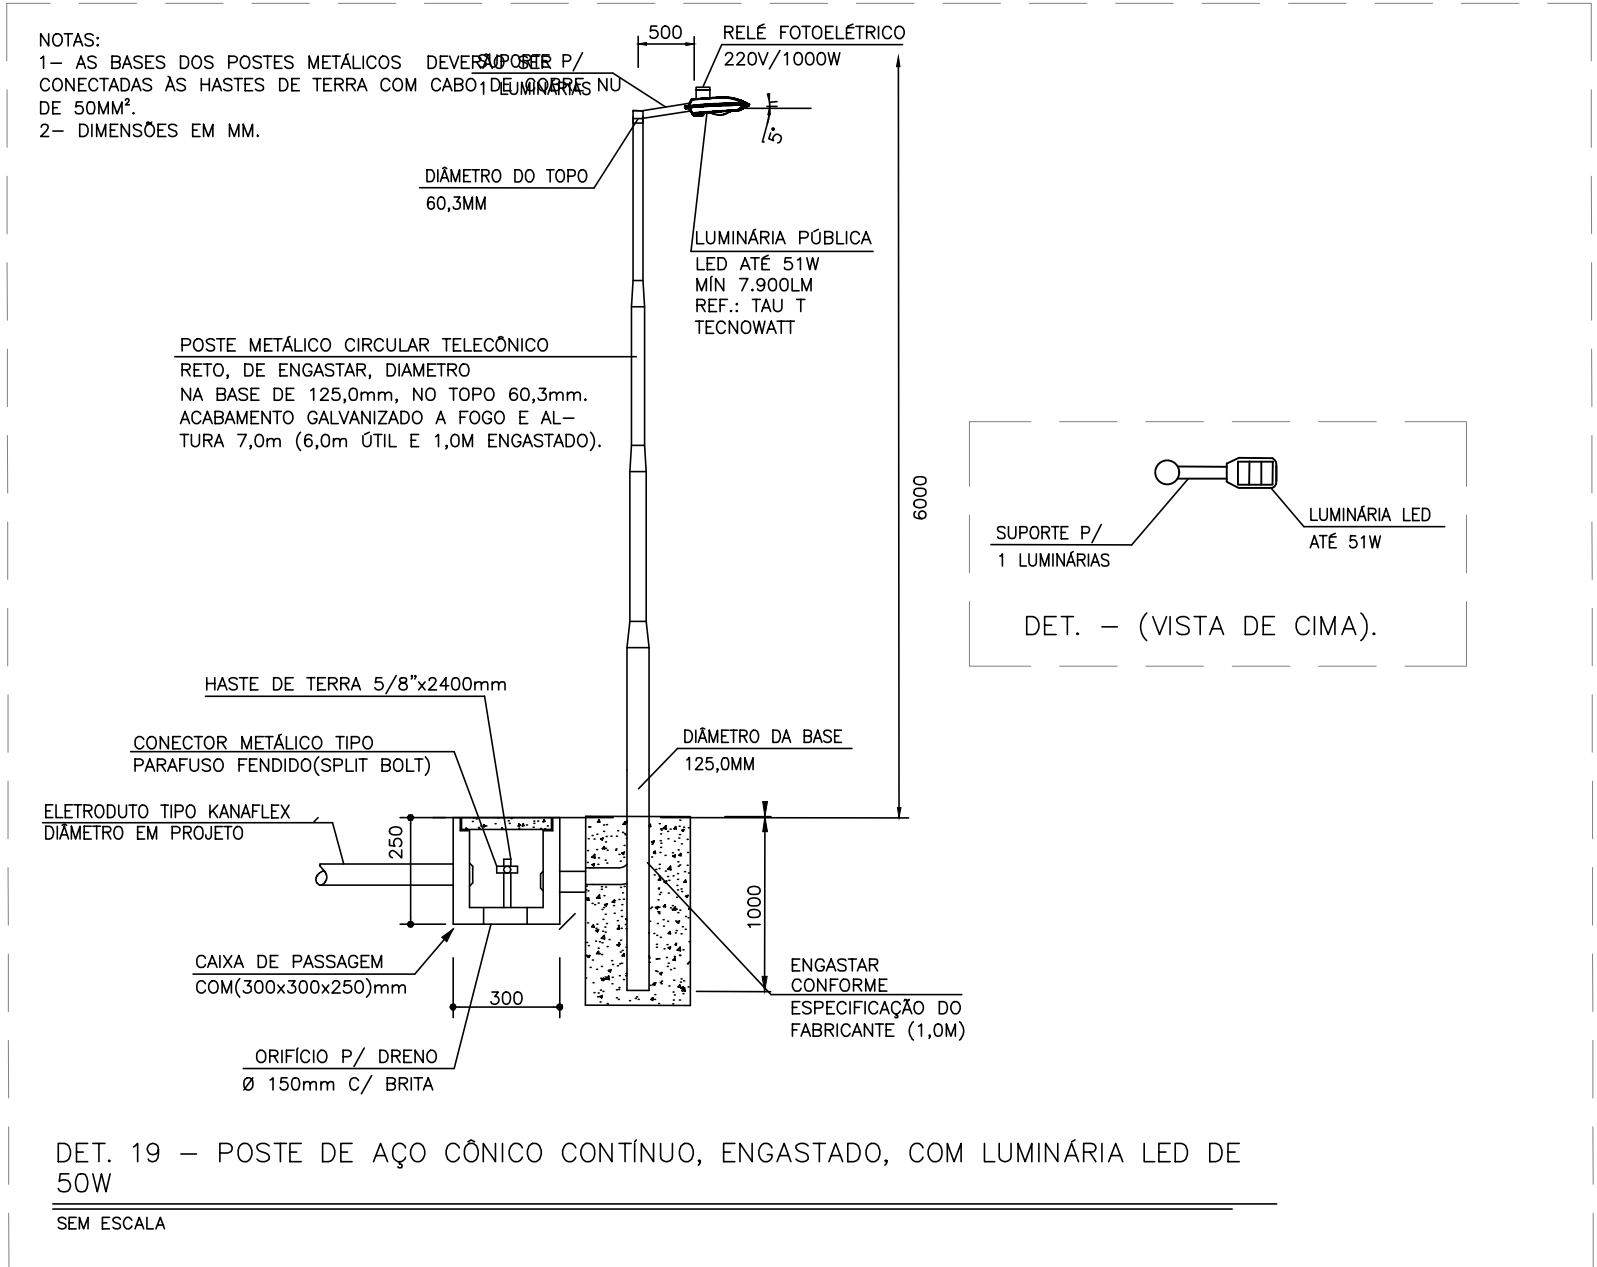 NOTAS:
1- AS BASES DOS POSTES METÁLICOS DEVERÃO SER
CONECTADAS ÀS HASTES DE TERRA COM CABO DE COBRE NU
DE 50MM².
2- DIMENSÕES EM MM.
SUPORTE P/
1 LUMINÁRIAS
500
RELÉ FOTOELÉTRICO
220V/1000W
5°
DIÂMETRO DO TOPO
60,3MM
LUMINÁRIA PÚBLICA
LED ATÉ 51W
MÍN 7.900LM
REF.: TAU T
TECNOWATT
POSTE METÁLICO CIRCULAR TELECÔNICO
RETO, DE ENGASTAR, DIAMETRO
NA BASE DE 125,0mm, NO TOPO 60,3mm.
ACABAMENTO GALVANIZADO A FOGO E AL-
TURA 7,0m (6,0m ÚTIL E 1,0M ENGASTADO).
6000
SUPORTE P/
1 LUMINÁRIAS
LUMINÁRIA LED
ATÉ 51W
DET. - (VISTA DE CIMA).
HASTE DE TERRA 5/8"x2400mm
CONECTOR METÁLICO TIPO
PARAFUSO FENDIDO(SPLIT BOLT)
DIÂMETRO DA BASE
125,0MM
ELETRODUTO TIPO KANAFLEX
DIÂMETRO EM PROJETO
250
1000
CAIXA DE PASSAGEM
COM(300x300x250)mm
300
ENGASTAR
CONFORME
ESPECIFICAÇÃO DO
FABRICANTE (1,0M)
ORIFÍCIO P/ DRENO
Ø 150mm C/ BRITA
DET. 19 - POSTE DE AÇO CÔNICO CONTÍNUO, ENGASTADO, COM LUMINÁRIA LED DE
50W
SEM ESCALA